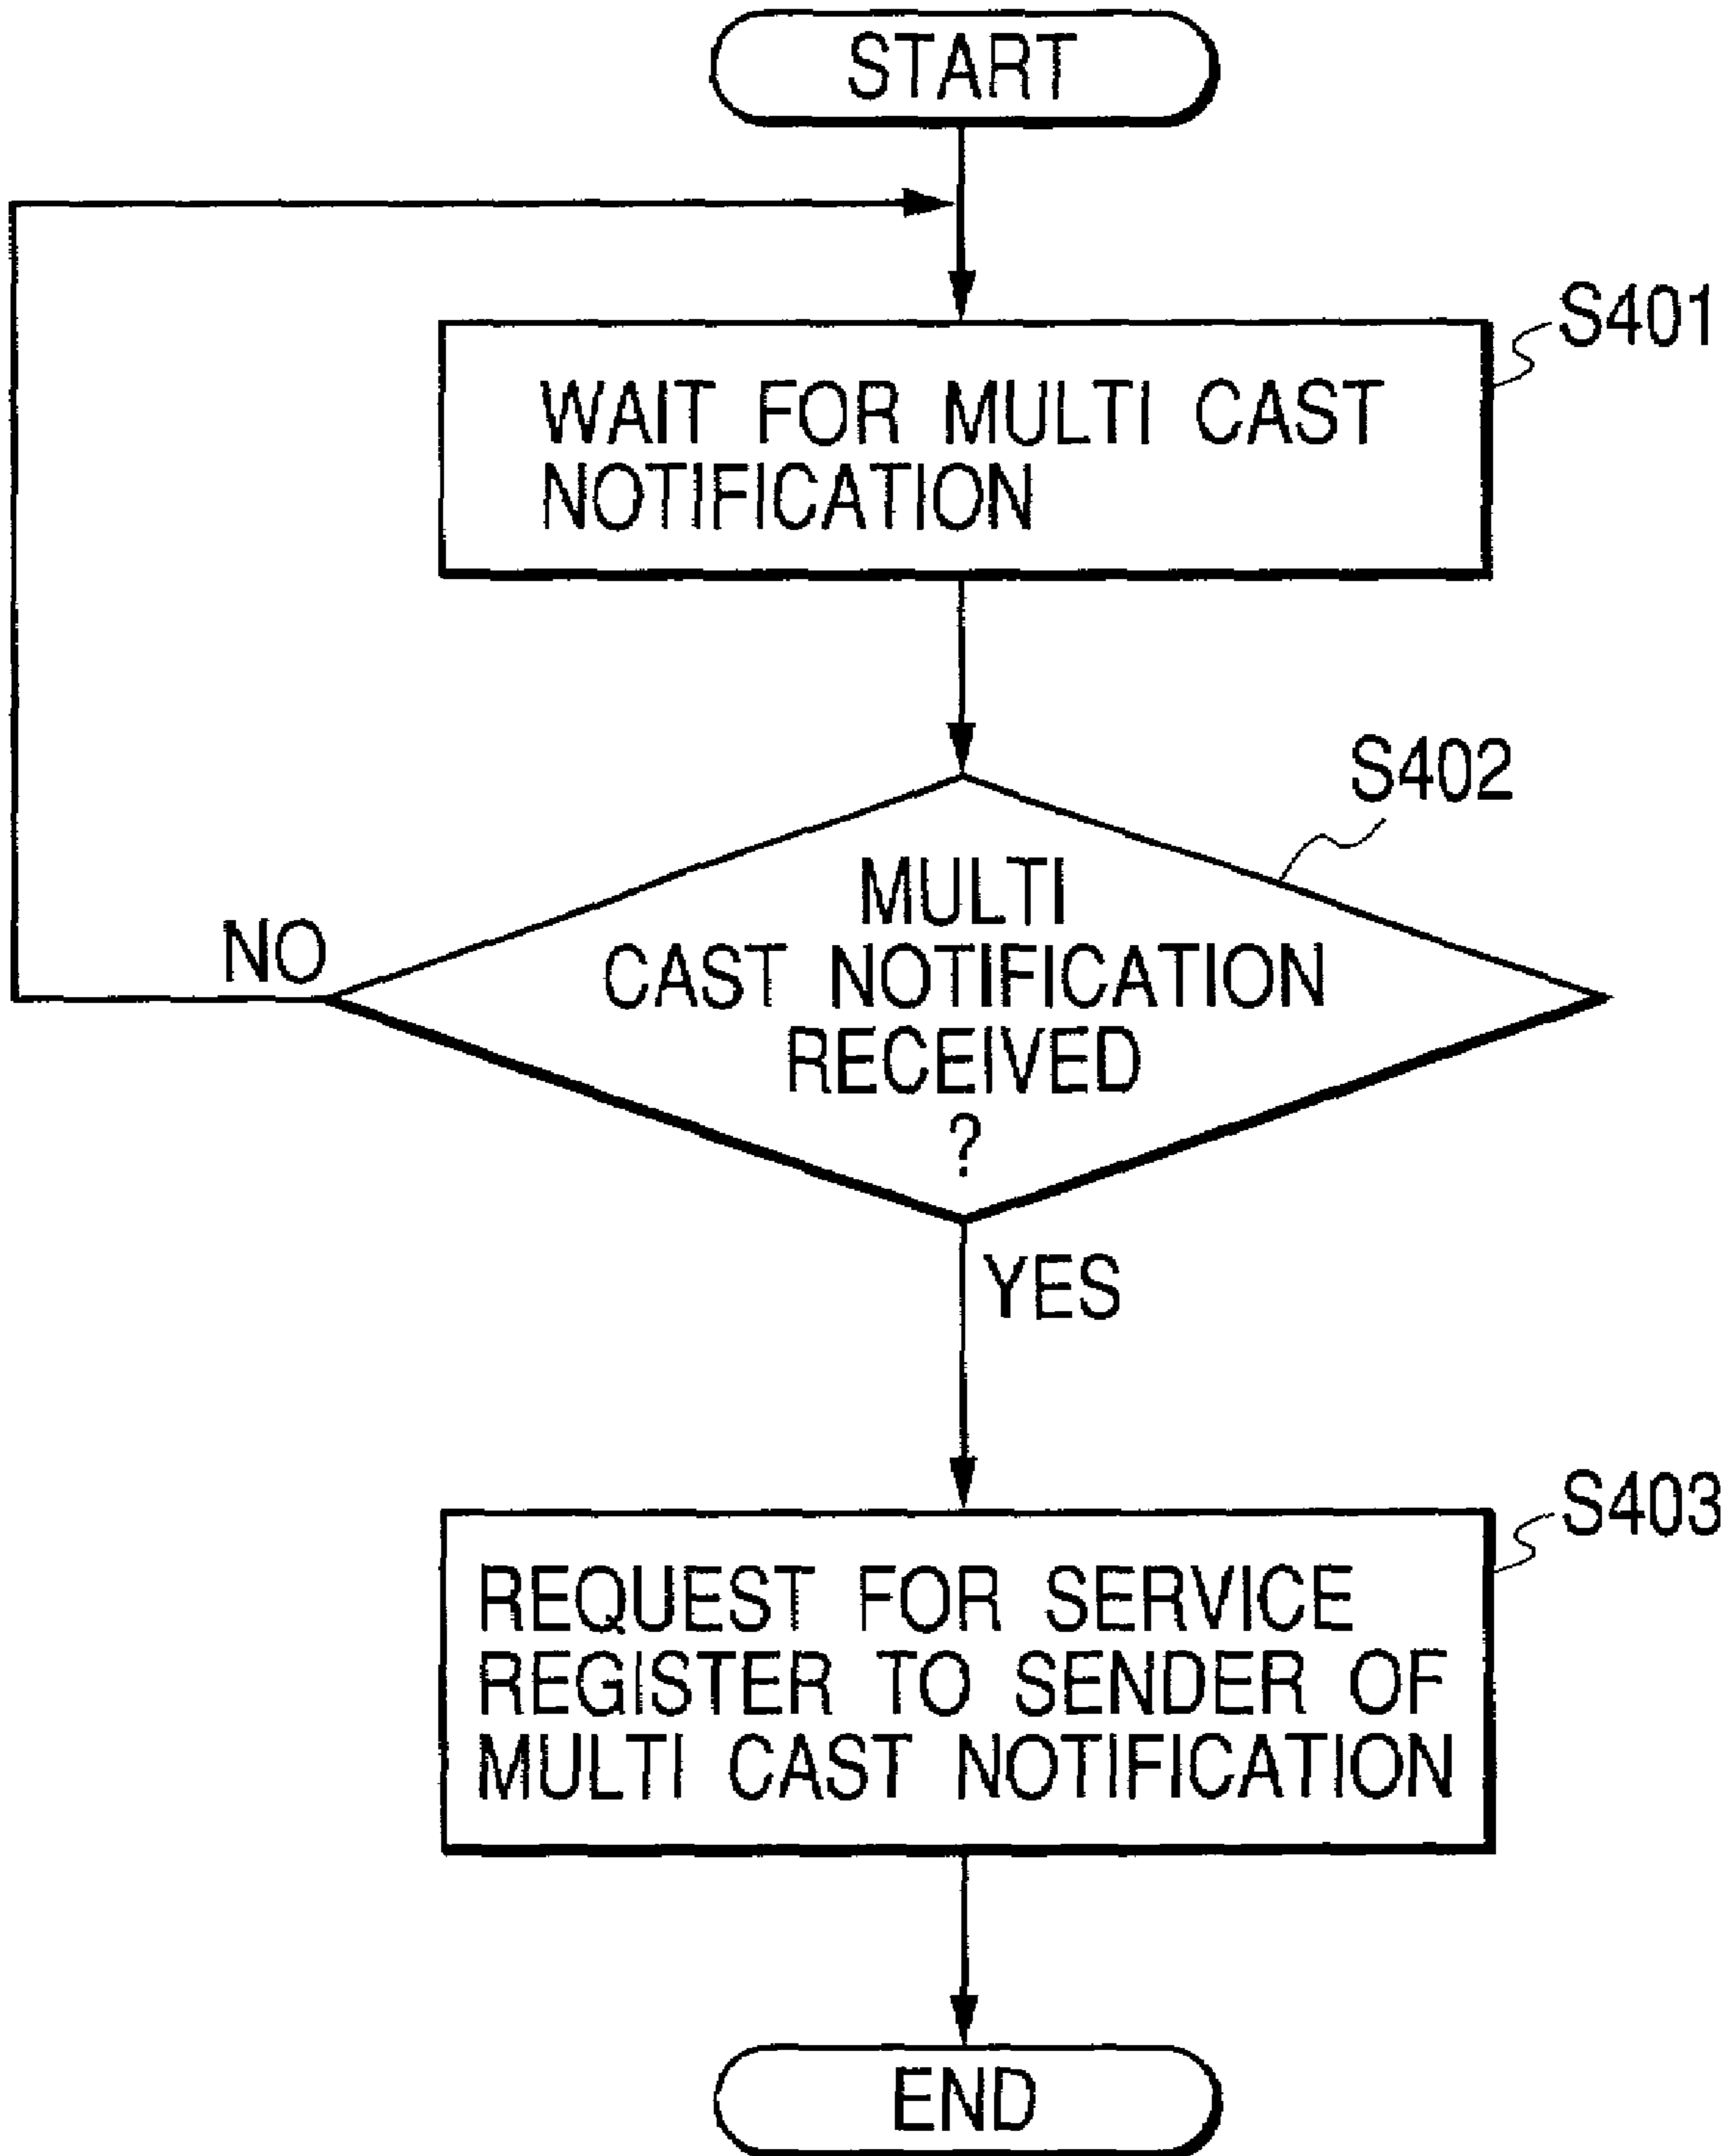 START
S401
WAIT FOR MULTI CAST
NOTIFICATION
S402
MULTI
CAST NOTIFICATION
RECEIVED
?
NO
YES
S403
REQUEST FOR SERVICE
REGISTER TO SENDER OF
MULTI CAST NOTIFICATION
END